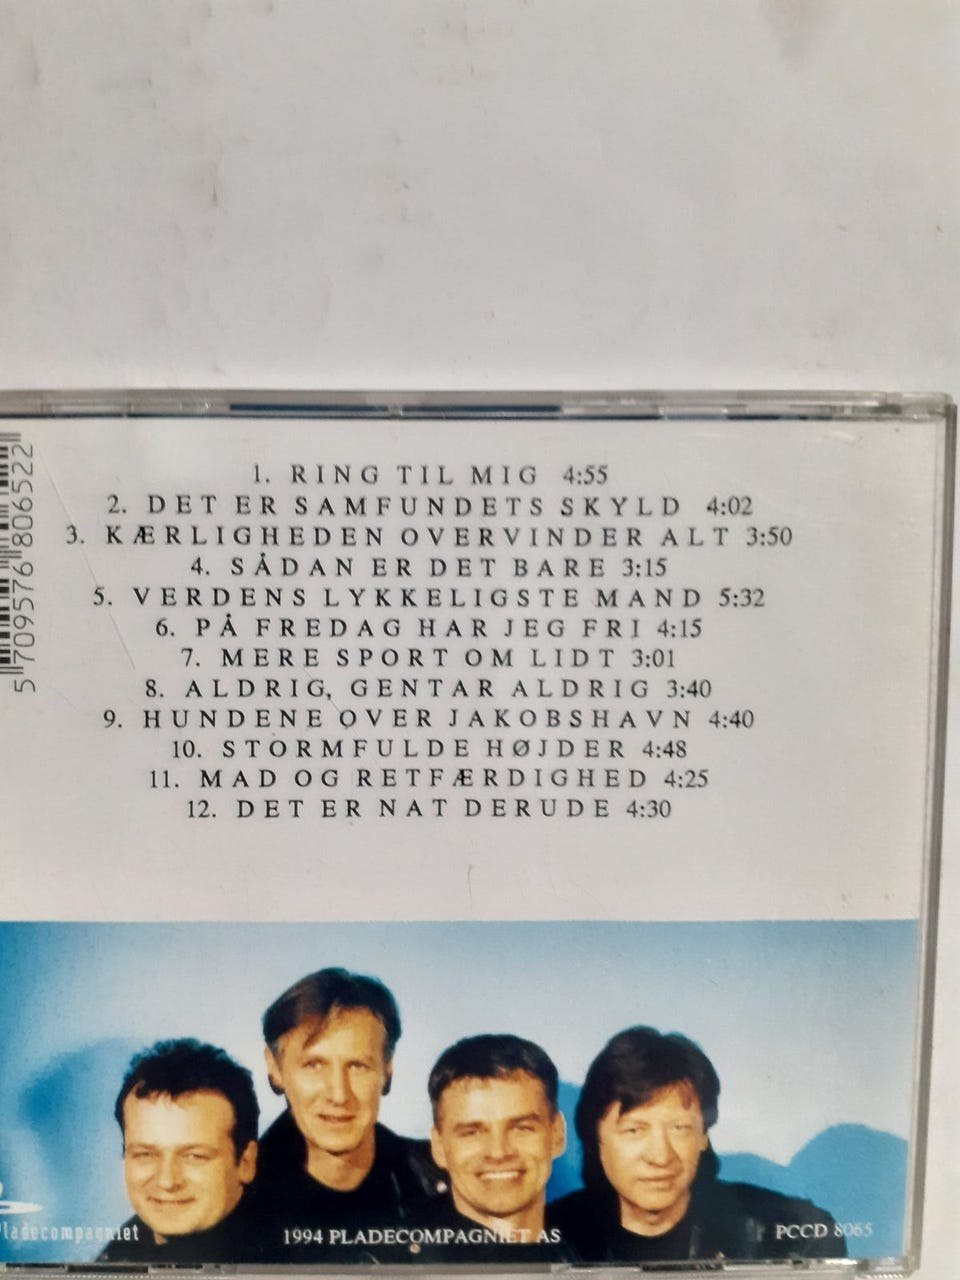 1. RING TIL MIG 4:55
2. DET ER SAMFUNDETS SKYLD 4:02
3. KÆRLIGHEDEN OVERVINDER ALT 3:50
4. SÅDAN ER DET BARE 3:15
5. VERDENS LYKKELIGSTE MAND 5:32
6. PÅ FREDAG HAR JEG FRI 4:15
7. MERE SPORT OM LIDT 3:01
8. ALDRIG, GENTAR ALDRIG 3:40
9. HUNDENE OVER JAKOBSHAVN 4:40
10. STORMFULDE HØJDER 4:48
11. MAD OG RETFÆRDIGHED 4:25
12. DET ER NAT DERUDE 4:30
5 709576 806522
Pladecompagniet
1994 PLADECOMPAGNIET AS
PCCD 8065